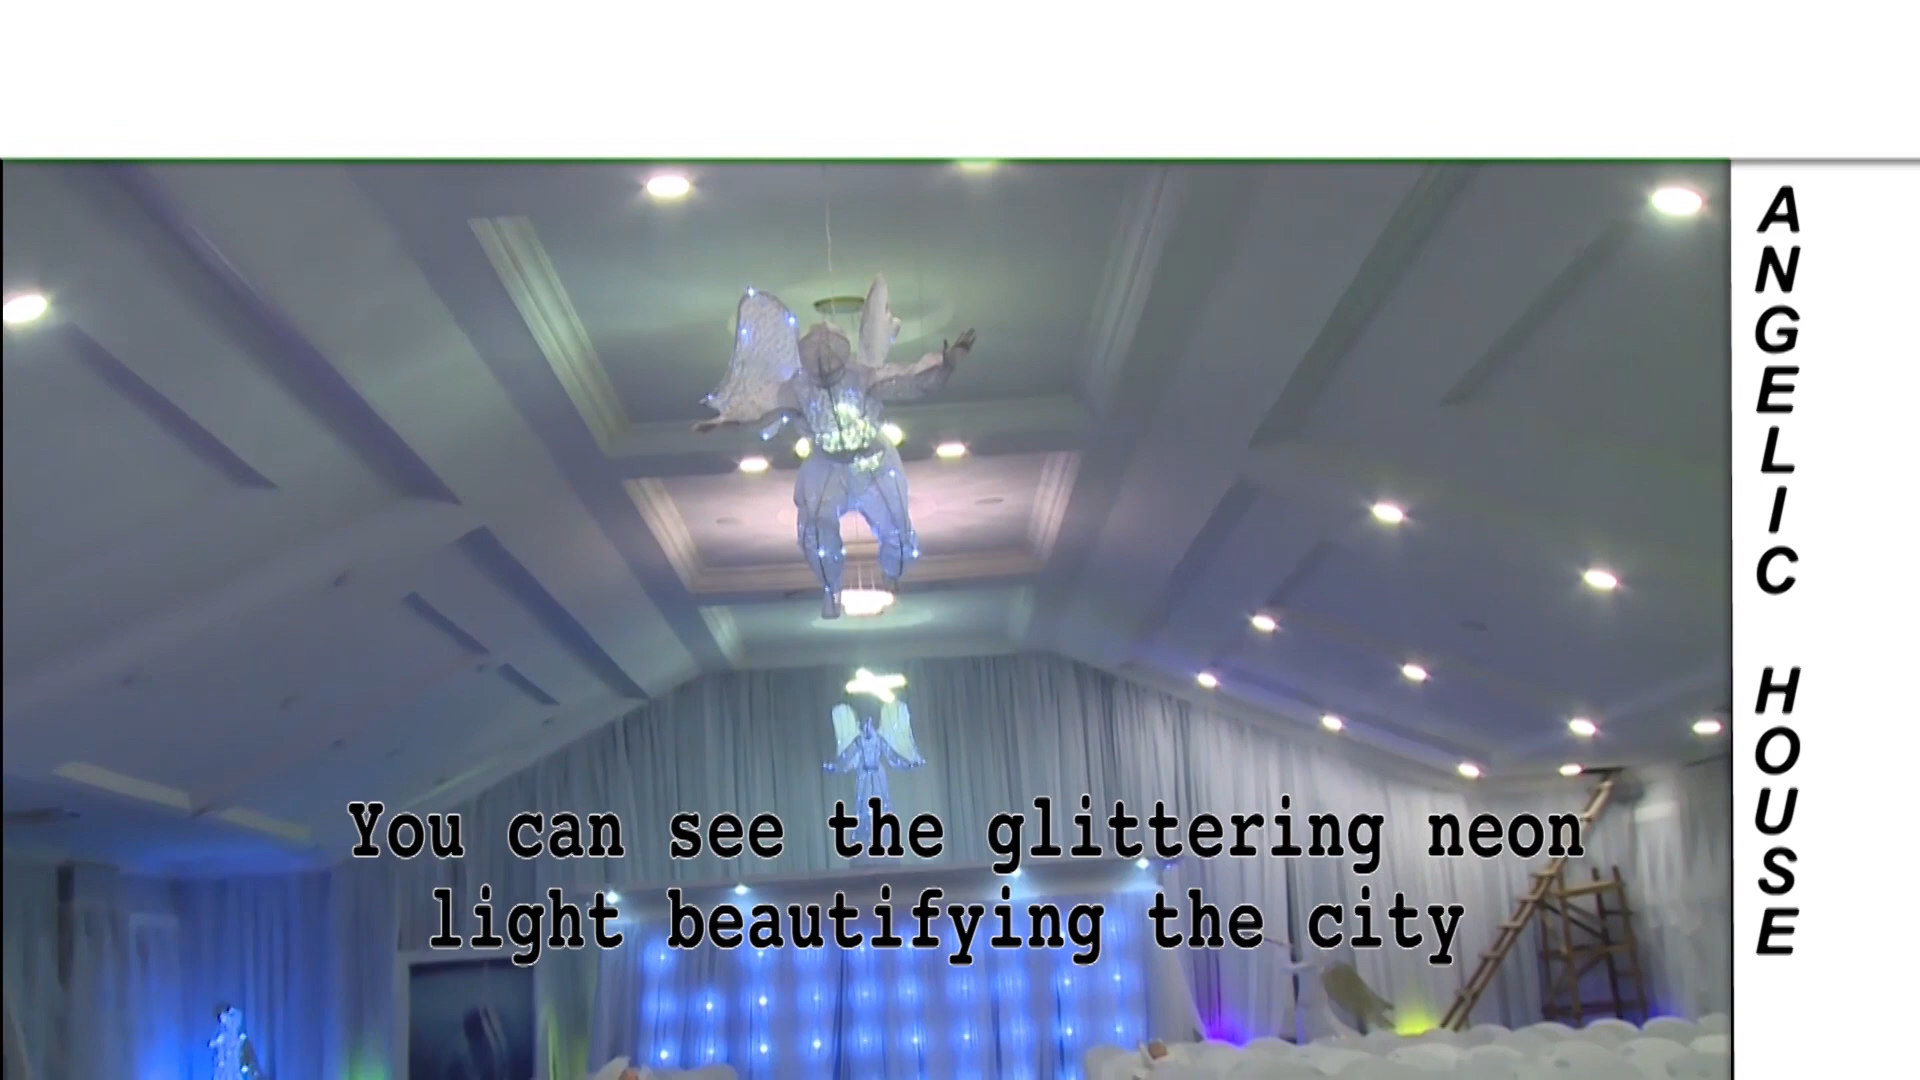 You can see the glittering neon
light beautifying the city
ANGELIC HOUSE